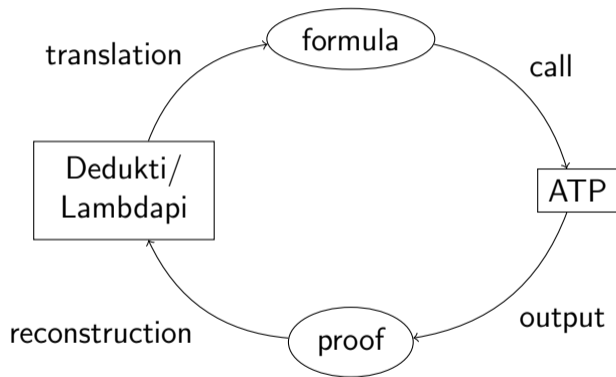 formula
translation
call
Dedukti/
Lambdapi
ATP
output
reconstruction
proof